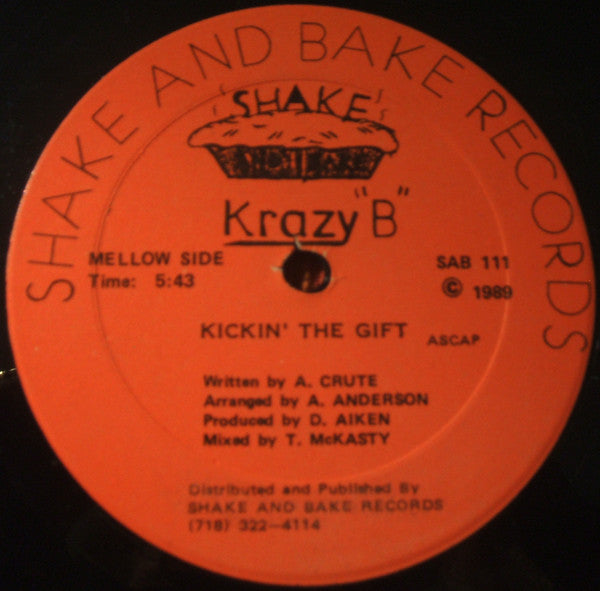 SHAKE AND BAKE RECORDS
SHAKE
AND BAKE
Krazy "B"
MELLOW SIDE
Time: 5:43
SAB 111
© 1989
KICKIN' THE GIFT
ASCAP
Written by A. CRUTE
Arranged by A. ANDERSON
Produced by D. AIKEN
Mixed by T. McKASTY
Distributed and Published By
SHAKE AND BAKE RECORDS
(718) 322-4114